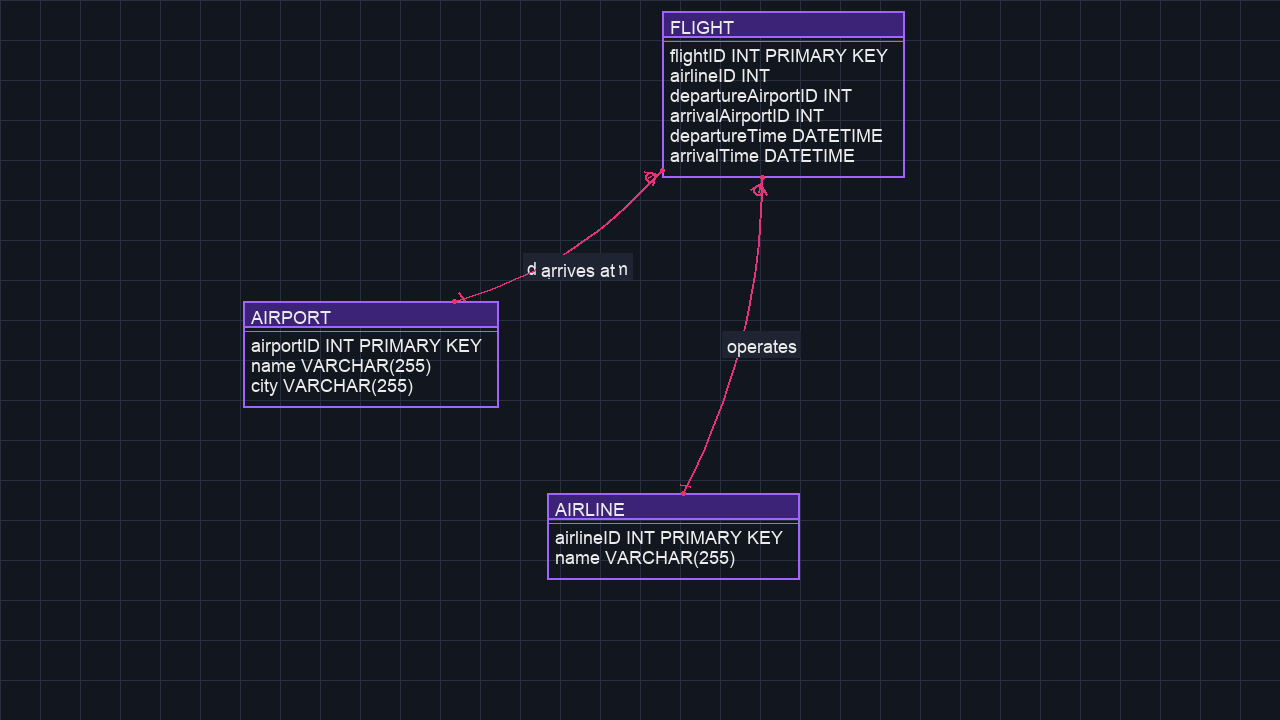 FLIGHT
flightID INT PRIMARY KEY
airlineID INT
departureAirportID INT
arrivalAirportID INT
departureTime DATETIME
arrivalTime DATETIME
arrives at
AIRPORT
airportID INT PRIMARY KEY
name VARCHAR(255)
city VARCHAR(255)
operates
AIRLINE
airlineID INT PRIMARY KEY
name VARCHAR(255)